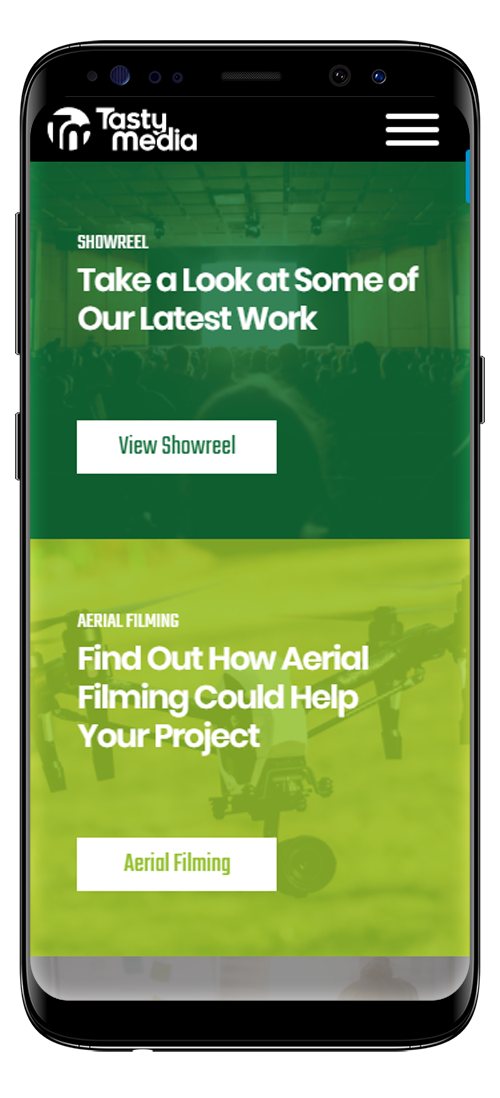 Tasty
media
SHOWREEL
Take a Look at Some of
Our Latest Work
View Showreel
AERIAL FILMING
Find Out How Aerial
Filming Could Help
Your Project
Aerial Filming